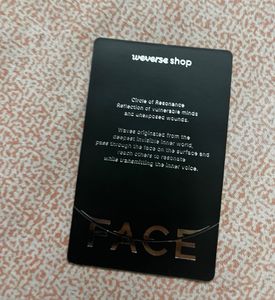 weverse shop
Circle of Resonance
Reflection of vulnerable minds
and unexposed wounds.
Waves originated from the
deepest invisible inner world,
pass through the face on the surface and
reach others to resonate
while transmitting the inner voice.
FACE